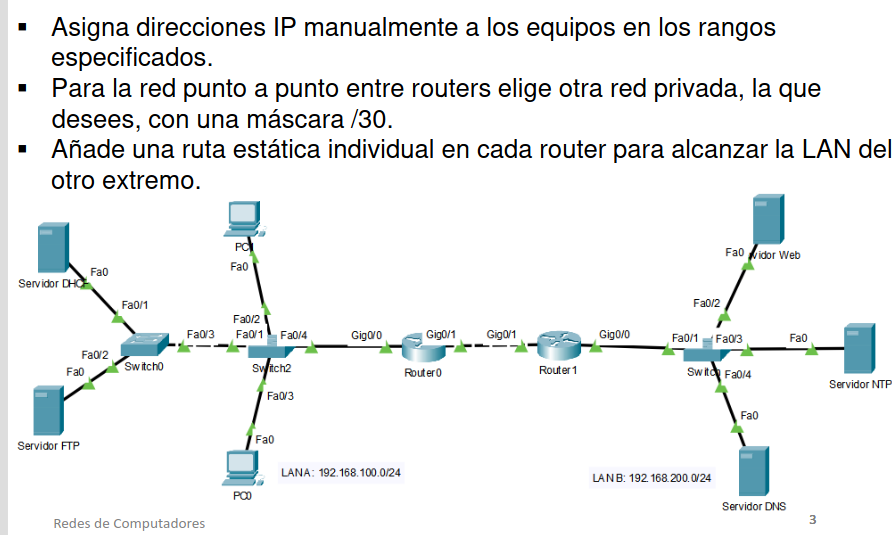 ▪ Asigna direcciones IP manualmente a los equipos en los rangos
especificados.
▪ Para la red punto a punto entre routers elige otra red privada, la que
desees, con una máscara /30.
▪ Añade una ruta estática individual en cada router para alcanzar la LAN del
otro extremo.
PC1
Fa0
Fa0
Servidor DHCP
Fa0/1
Fa0/2
Fa0/3
Fa0/1
Fa0/4
Gig0/0
Gig0/1
Gig0/1
Gig0/0
Fa0/2
Fa0
Switch0
Switch2
Router0
Router1
Fa0/3
Servidor FTP
Fa0
PC0
LAN A: 192.168.100.0/24
Fa0
vidor Web
Fa0/2
Fa0/1
Fa0/3
Fa0
Switch
Fa0/4
Servidor NTP
Fa0
LAN B: 192.168.200.0/24
Servidor DNS
Redes de Computadores
3